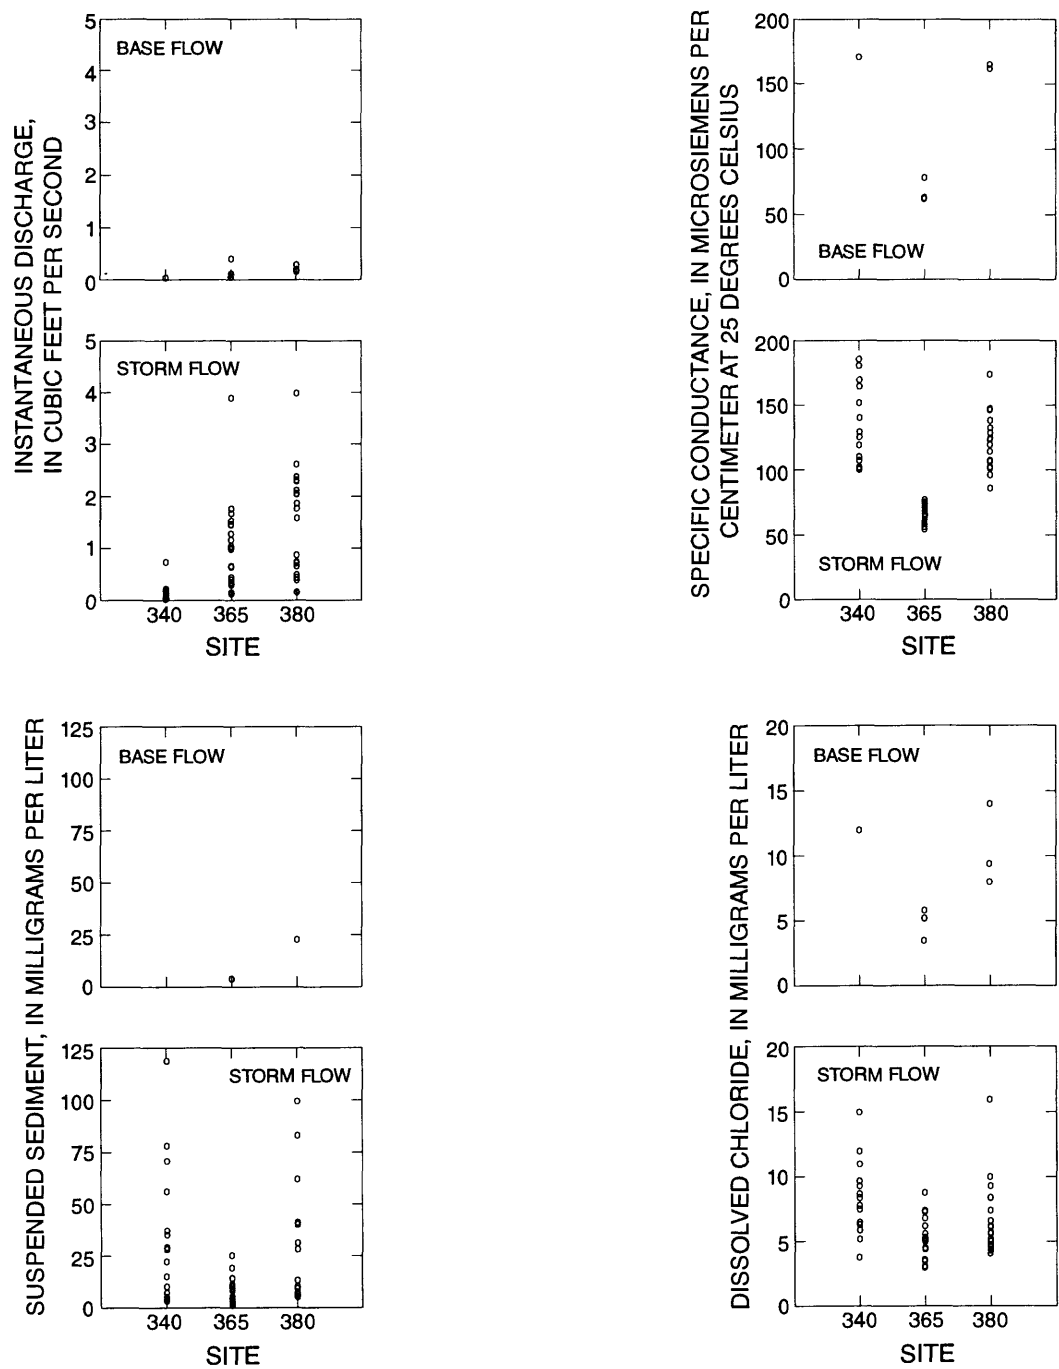 INSTANTANEOUS DISCHARGE,
IN CUBIC FEET PER SECOND
5
4
3
2
1
0
BASE FLOW
5
4
3
2
1
0
STORM FLOW
340 365 380
SITE
SPECIFIC CONDUCTANCE, IN MICROSIEMENS PER
CENTIMETER AT 25 DEGREES CELSIUS
200
150
100
50
0
BASE FLOW
200
150
100
50
0
STORM FLOW
340 365 380
SITE
SUSPENDED SEDIMENT, IN MILLIGRAMS PER LITER
125
100
75
50
25
0
BASE FLOW
125
100
75
50
25
0
STORM FLOW
340 365 380
SITE
DISSOLVED CHLORIDE, IN MILLIGRAMS PER LITER
20
15
10
5
0
BASE FLOW
20
15
10
5
0
STORM FLOW
340 365 380
SITE